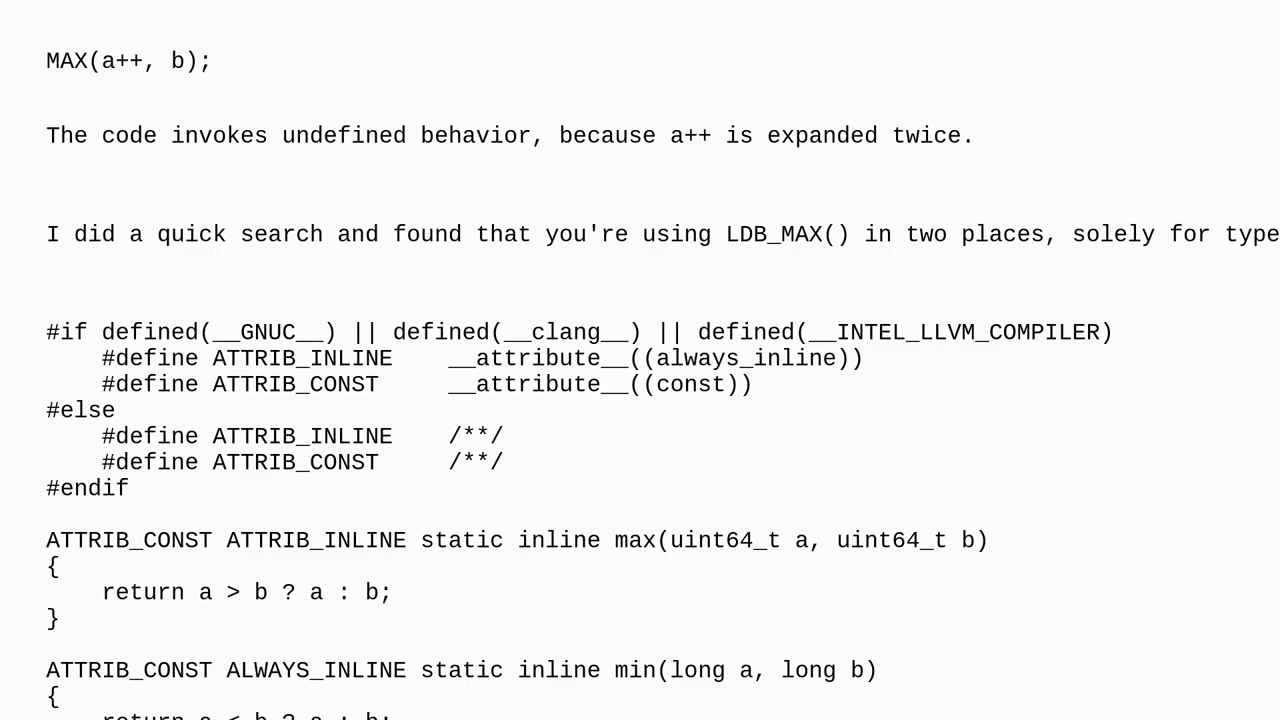 MAX(a++, b);
The code invokes undefined behavior, because a++ is expanded twice.
I did a quick search and found that you're using LDB_MAX() in two places, solely for type
#if defined(__GNUC__) || defined(__clang__) || defined(__INTEL_LLVM_COMPILER)
    #define ATTRIB_INLINE    __attribute__((always_inline))
    #define ATTRIB_CONST     __attribute__((const))
#else
    #define ATTRIB_INLINE    /**/
    #define ATTRIB_CONST     /**/
#endif
ATTRIB_CONST ATTRIB_INLINE static inline max(uint64_t a, uint64_t b)
{
    return a > b ? a : b;
}
ATTRIB_CONST ALWAYS_INLINE static inline min(long a, long b)
{
    return a < b ? a : b;